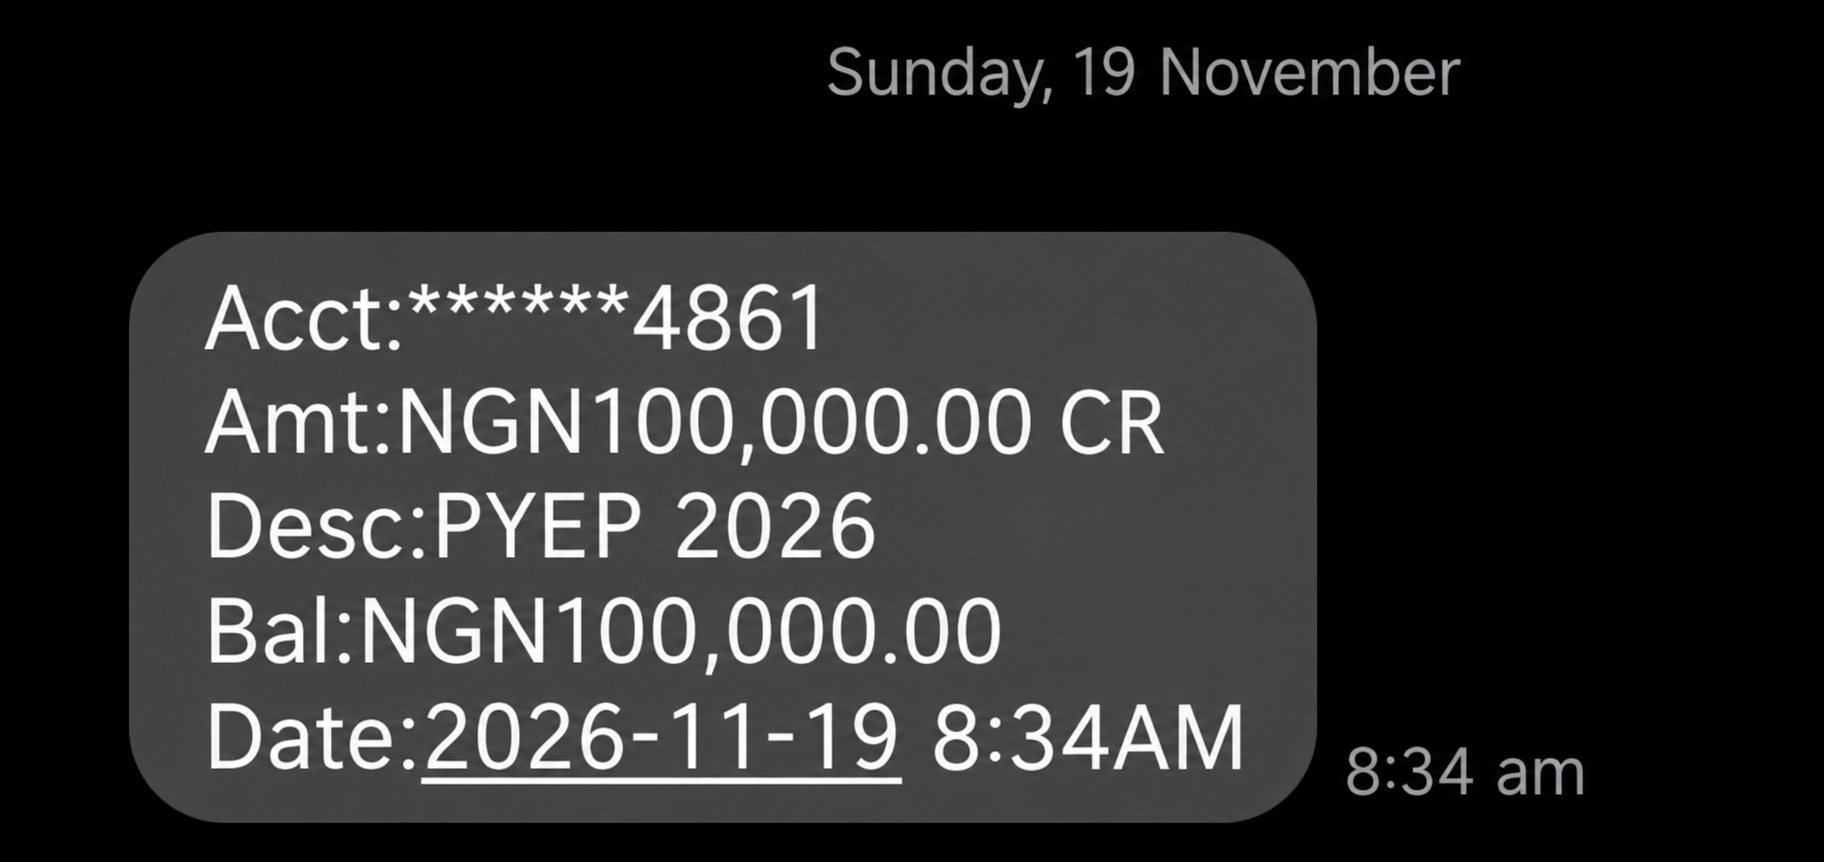 Sunday, 19 November
Acct:******4861
Amt:NGN100,000.00 CR
Desc:PYEP 2026
Bal:NGN100,000.00
Date:2026-11-19 8:34AM
8:34 am